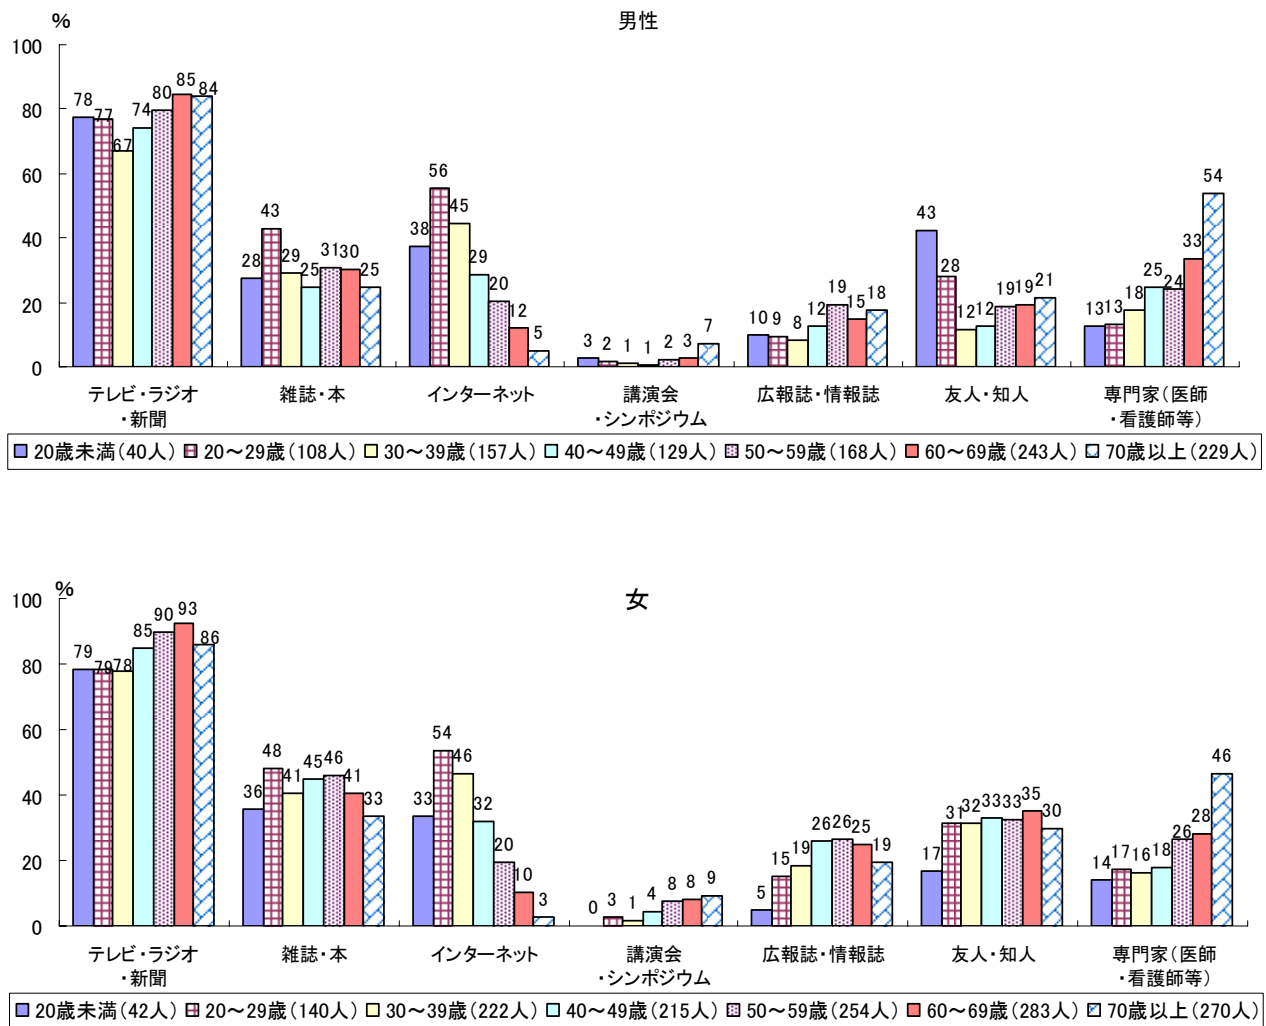 男性
%
100
80
60
40
20
0
78 77 67 74 80 85 84
28 43 29 25 31 30 25
38 56 45 29 20 12 5
3 2 1 1 2 3 7
10 9 8 12 19 15 18
43 28 12 12 19 19 21
13 13 18 25 24 33 54
テレビ・ラジオ
・新聞
雑誌・本
インターネット
講演会
・シンポジウム
広報誌・情報誌
友人・知人
専門家(医師
・看護師等)
20歳未満(40人) 20~29歳(108人) 30~39歳(157人) 40~49歳(129人) 50~59歳(168人) 60~69歳(243人) 70歳以上(229人)
女
%
100
80
60
40
20
0
79 79 78 85 90 93 86
36 48 41 45 46 41 33
33 54 46 32 20 10 3
0 3 1 4 8 8 9
5 15 19 26 26 25 19
17 31 32 33 33 35 30
14 17 16 18 26 28 46
テレビ・ラジオ
・新聞
雑誌・本
インターネット
講演会
・シンポジウム
広報誌・情報誌
友人・知人
専門家(医師
・看護師等)
20歳未満(42人) 20~29歳(140人) 30~39歳(222人) 40~49歳(215人) 50~59歳(254人) 60~69歳(283人) 70歳以上(270人)